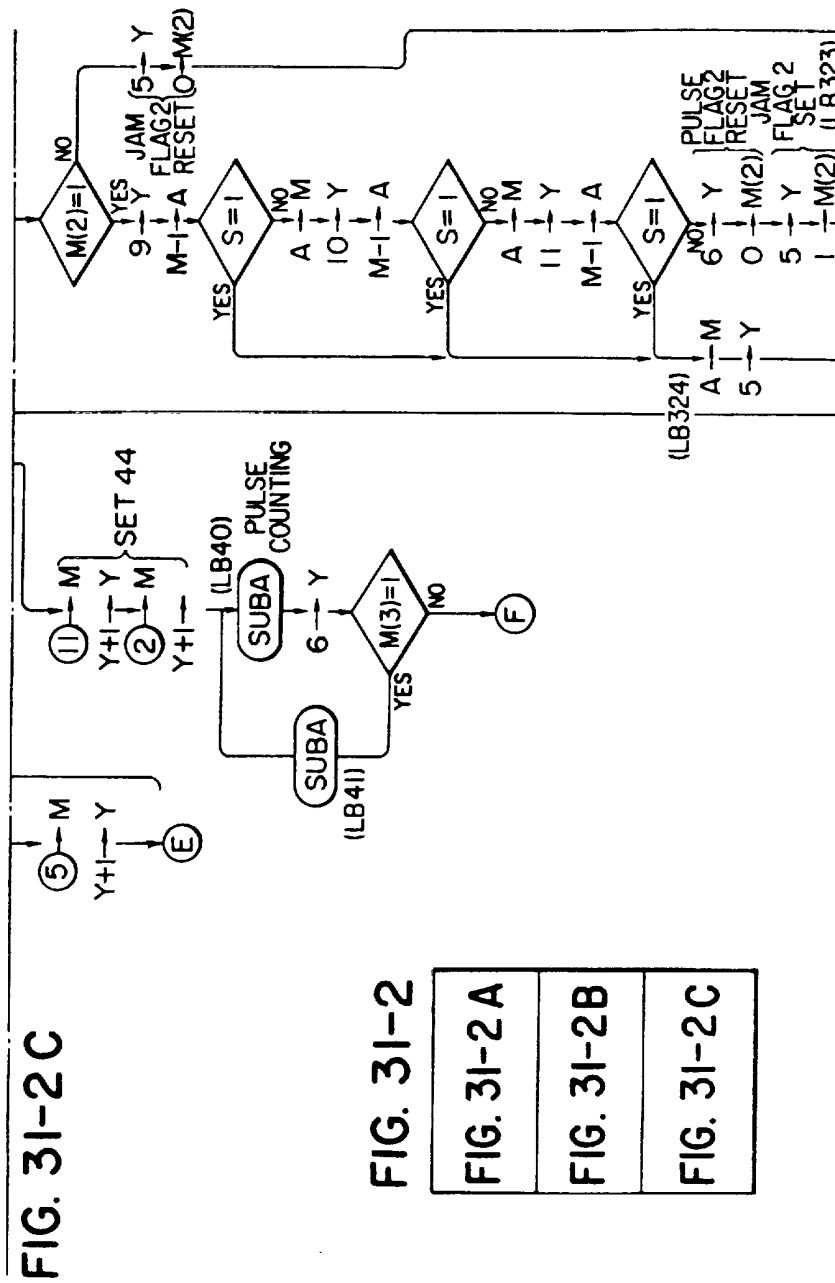 FIG. 31-2C
5 → M
Y+1 → Y
E
11 → M
Y+1 → Y
2 → M
Y+1 → Y
SET 44
(LB40)
SUBA
PULSE
COUNTING
6 → Y
M(3)=1
YES
NO
SUBA
(LB41)
F
M(2)=1
NO
YES
5 → Y
0 → M(2)
JAM
FLAG2
RESET
9 → Y
M-1 → A
S=1
YES
NO
A → M
10 → Y
M-1 → A
S=1
YES
NO
A → M
11 → Y
M-1 → A
S=1
YES
NO
(LB324)
A → M
5 → Y
6 → Y
0 → M(2)
PULSE
FLAG2
RESET
5 → Y
1 → M(2)
JAM
FLAG 2
SET
(LB323)
FIG. 31-2
FIG. 31-2A
FIG. 31-2B
FIG. 31-2C